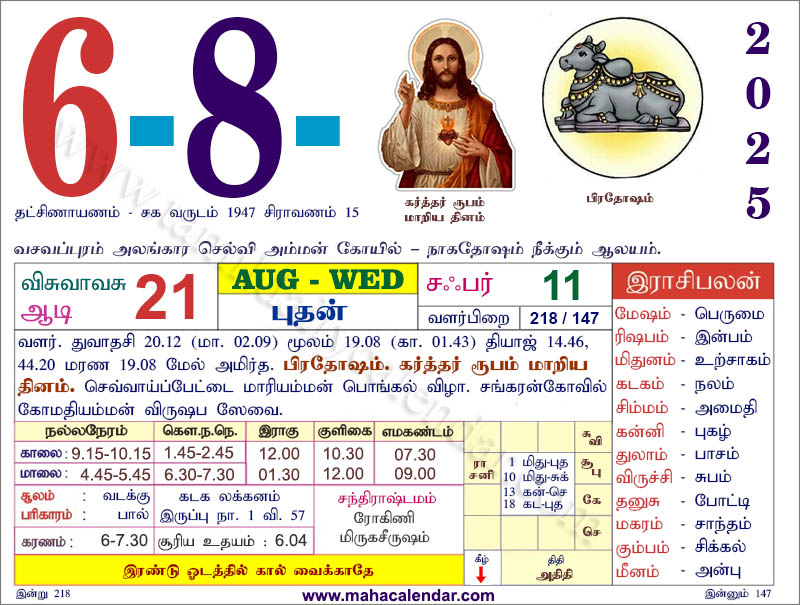 6-8-
2025
கர்த்தர் ரூபம்
மாறிய தினம்
பிரதோஷம்
தட்சிணாயணம் - சக வருடம் 1947 சிராவணம் 15
வசவப்புரம் அலங்கார செல்வி அம்மன் கோயில் – நாகதோஷம் நீக்கும் ஆலயம்.
விசுவாவசு
ஆடி
21
AUG - WED
புதன்
சஃபர்
11
வளர்பிறை
218 / 147
வளர். துவாதசி 20.12 (மா. 02.09) மூலம் 19.08 (கா. 01.43) தியாஜ் 14.46,
44.20 மரண 19.08 மேல் அமிர்த. பிரதோஷம். கர்த்தர் ரூபம் மாறிய
தினம். செவ்வாய்ப்பேட்டை மாரியம்மன் பொங்கல் விழா. சங்கரன்கோவில்
கோமதியம்மன் விருஷப ஸேவை.
நல்லநேரம் கௌ.ந.நெ. இராகு குளிகை எமகண்டம்
காலை: 9.15-10.15 1.45-2.45 12.00 10.30 07.30
மாலை: 4.45-5.45 6.30-7.30 01.30 12.00 09.00
சூலம் : வடக்கு
பரிகாரம் : பால்
கடக லக்கனம்
இருப்பு நா. 1 வி. 57
சந்திராஷ்டமம்
ரோகிணி
மிருகசீருஷம்
கரணம்: 6-7.30 சூரிய உதயம் : 6.04
இரண்டு ஓடத்தில் கால் வைக்காதே
சு
வி
ரா
சனி
1 மிது-புத
10 மிது-சுக்
13 கன்-செ
18 கட-புத
சூ
பு
கே
செ
கீழ்
திதி
அதிதி
இராசிபலன்
மேஷம் - பெருமை
ரிஷபம் - இன்பம்
மிதுனம் - உற்சாகம்
கடகம் - நலம்
சிம்மம் - அமைதி
கன்னி - புகழ்
துலாம் - பாசம்
விருச்சி - சுபம்
தனுசு - போட்டி
மகரம் - சாந்தம்
கும்பம் - சிக்கல்
மீனம் - அன்பு
இன்று 218
www.mahacalendar.com
இன்னும் 147